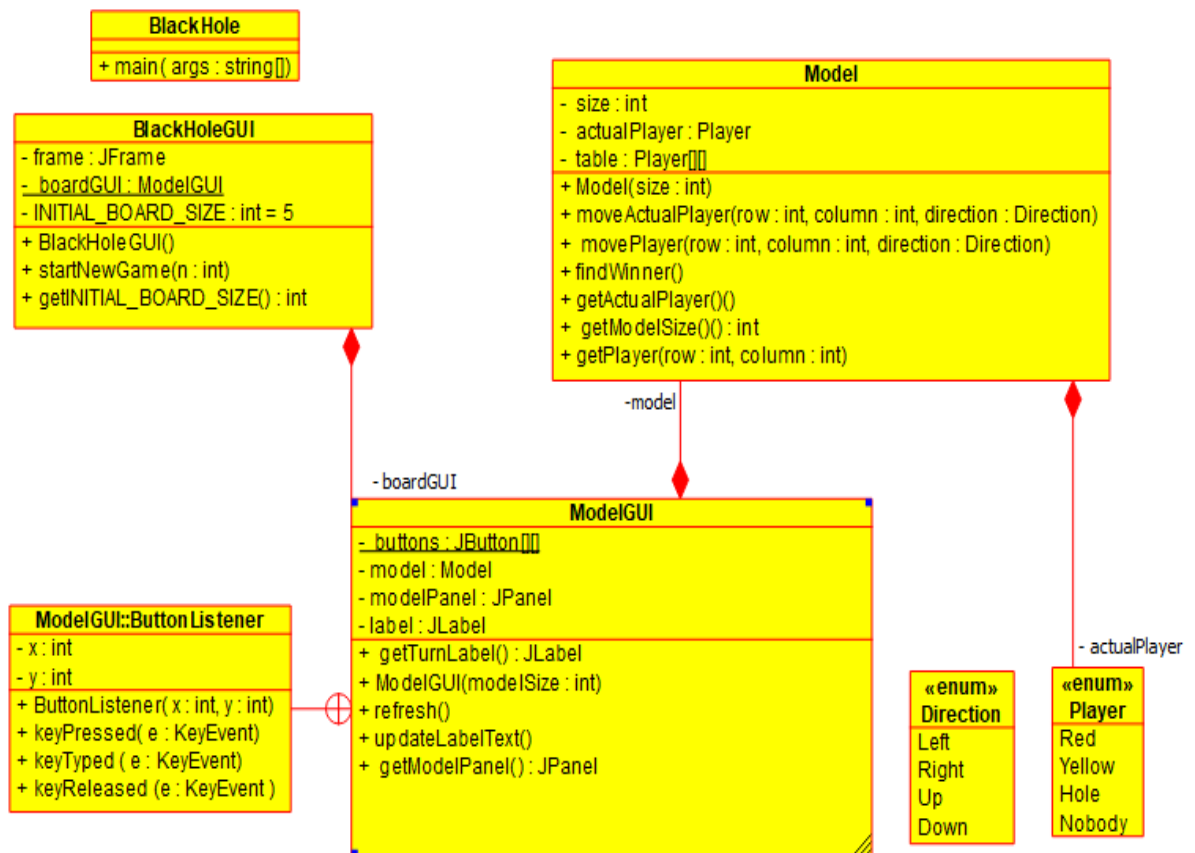 BlackHole
+ main( args : string[])
BlackHoleGUI
- frame : JFrame
- boardGUI : ModelGUI
- INITIAL_BOARD_SIZE : int = 5
+ BlackHoleGUI()
+ startNewGame(n : int)
+ getINITIAL_BOARD_SIZE() : int
Model
- size : int
- actualPlayer : Player
- table : Player[][]
+ Model(size : int)
+ moveActualPlayer(row : int, column : int, direction : Direction)
+ movePlayer(row : int, column : int, direction : Direction)
+ findWinner()
+ getActualPlayer()()
+ getModelSize()() : int
+ getPlayer(row : int, column : int)
-model
- boardGUI
- actualPlayer
ModelGUI
- buttons : JButton[][]
- model : Model
- modelPanel : JPanel
- label : JLabel
+ getTurnLabel() : JLabel
+ ModelGUI(modelSize : int)
+ refresh()
+ updateLabelText()
+ getModelPanel() : JPanel
ModelGUI::ButtonListener
- x : int
- y : int
+ ButtonListener( x : int, y : int)
+ keyPressed( e : KeyEvent)
+ keyTyped ( e : KeyEvent)
+ keyReleased (e : KeyEvent )
«enum»
Direction
Left
Right
Up
Down
«enum»
Player
Red
Yellow
Hole
Nobody